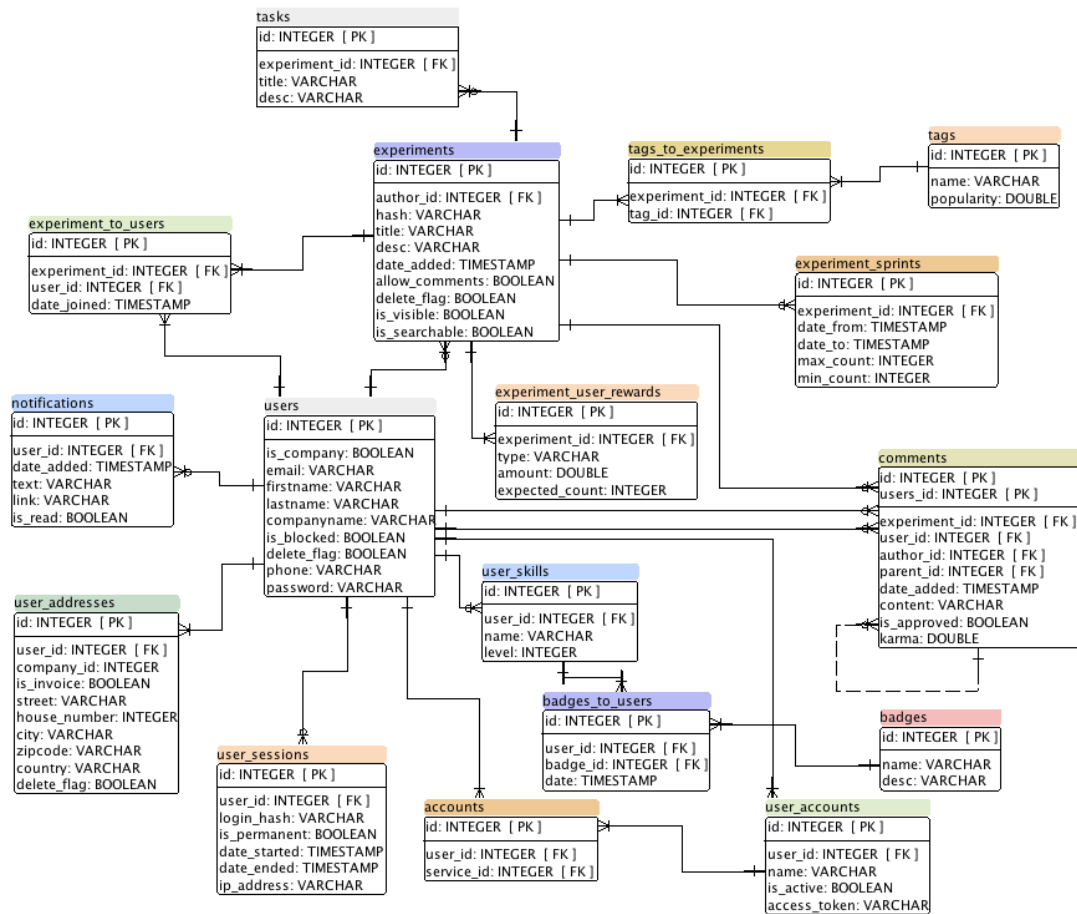 tasks
id: INTEGER [ PK ]
experiment_id: INTEGER [ FK ]
title: VARCHAR
desc: VARCHAR
experiments
id: INTEGER [ PK ]
author_id: INTEGER [ FK ]
hash: VARCHAR
title: VARCHAR
desc: VARCHAR
date_added: TIMESTAMP
allow_comments: BOOLEAN
delete_flag: BOOLEAN
is_visible: BOOLEAN
is_searchable: BOOLEAN
tags_to_experiments
id: INTEGER [ PK ]
experiment_id: INTEGER [ FK ]
tag_id: INTEGER [ FK ]
tags
id: INTEGER [ PK ]
name: VARCHAR
popularity: DOUBLE
experiment_to_users
id: INTEGER [ PK ]
experiment_id: INTEGER [ FK ]
user_id: INTEGER [ FK ]
date_joined: TIMESTAMP
experiment_sprints
id: INTEGER [ PK ]
experiment_id: INTEGER [ FK ]
date_from: TIMESTAMP
date_to: TIMESTAMP
max_count: INTEGER
min_count: INTEGER
notifications
id: INTEGER [ PK ]
user_id: INTEGER [ FK ]
date_added: TIMESTAMP
text: VARCHAR
link: VARCHAR
is_read: BOOLEAN
users
id: INTEGER [ PK ]
is_company: BOOLEAN
email: VARCHAR
firstname: VARCHAR
lastname: VARCHAR
companyname: VARCHAR
is_blocked: BOOLEAN
delete_flag: BOOLEAN
phone: VARCHAR
password: VARCHAR
experiment_user_rewards
id: INTEGER [ PK ]
experiment_id: INTEGER [ FK ]
type: VARCHAR
amount: DOUBLE
expected_count: INTEGER
comments
id: INTEGER [ PK ]
users_id: INTEGER [ PK ]
experiment_id: INTEGER [ FK ]
user_id: INTEGER [ FK ]
author_id: INTEGER [ FK ]
parent_id: INTEGER [ FK ]
date_added: TIMESTAMP
content: VARCHAR
is_approved: BOOLEAN
karma: DOUBLE
user_addresses
id: INTEGER [ PK ]
user_id: INTEGER [ FK ]
company_id: INTEGER
is_invoice: BOOLEAN
street: VARCHAR
house_number: INTEGER
city: VARCHAR
zipcode: VARCHAR
country: VARCHAR
delete_flag: BOOLEAN
user_skills
id: INTEGER [ PK ]
user_id: INTEGER [ FK ]
name: VARCHAR
level: INTEGER
badges_to_users
id: INTEGER [ PK ]
user_id: INTEGER [ FK ]
badge_id: INTEGER [ FK ]
date: TIMESTAMP
badges
id: INTEGER [ PK ]
name: VARCHAR
desc: VARCHAR
user_sessions
id: INTEGER [ PK ]
user_id: INTEGER [ FK ]
login_hash: VARCHAR
is_permanent: BOOLEAN
date_started: TIMESTAMP
date_ended: TIMESTAMP
ip_address: VARCHAR
accounts
id: INTEGER [ PK ]
user_id: INTEGER [ FK ]
service_id: INTEGER [ FK ]
user_accounts
id: INTEGER [ PK ]
user_id: INTEGER [ FK ]
name: VARCHAR
is_active: BOOLEAN
access_token: VARCHAR